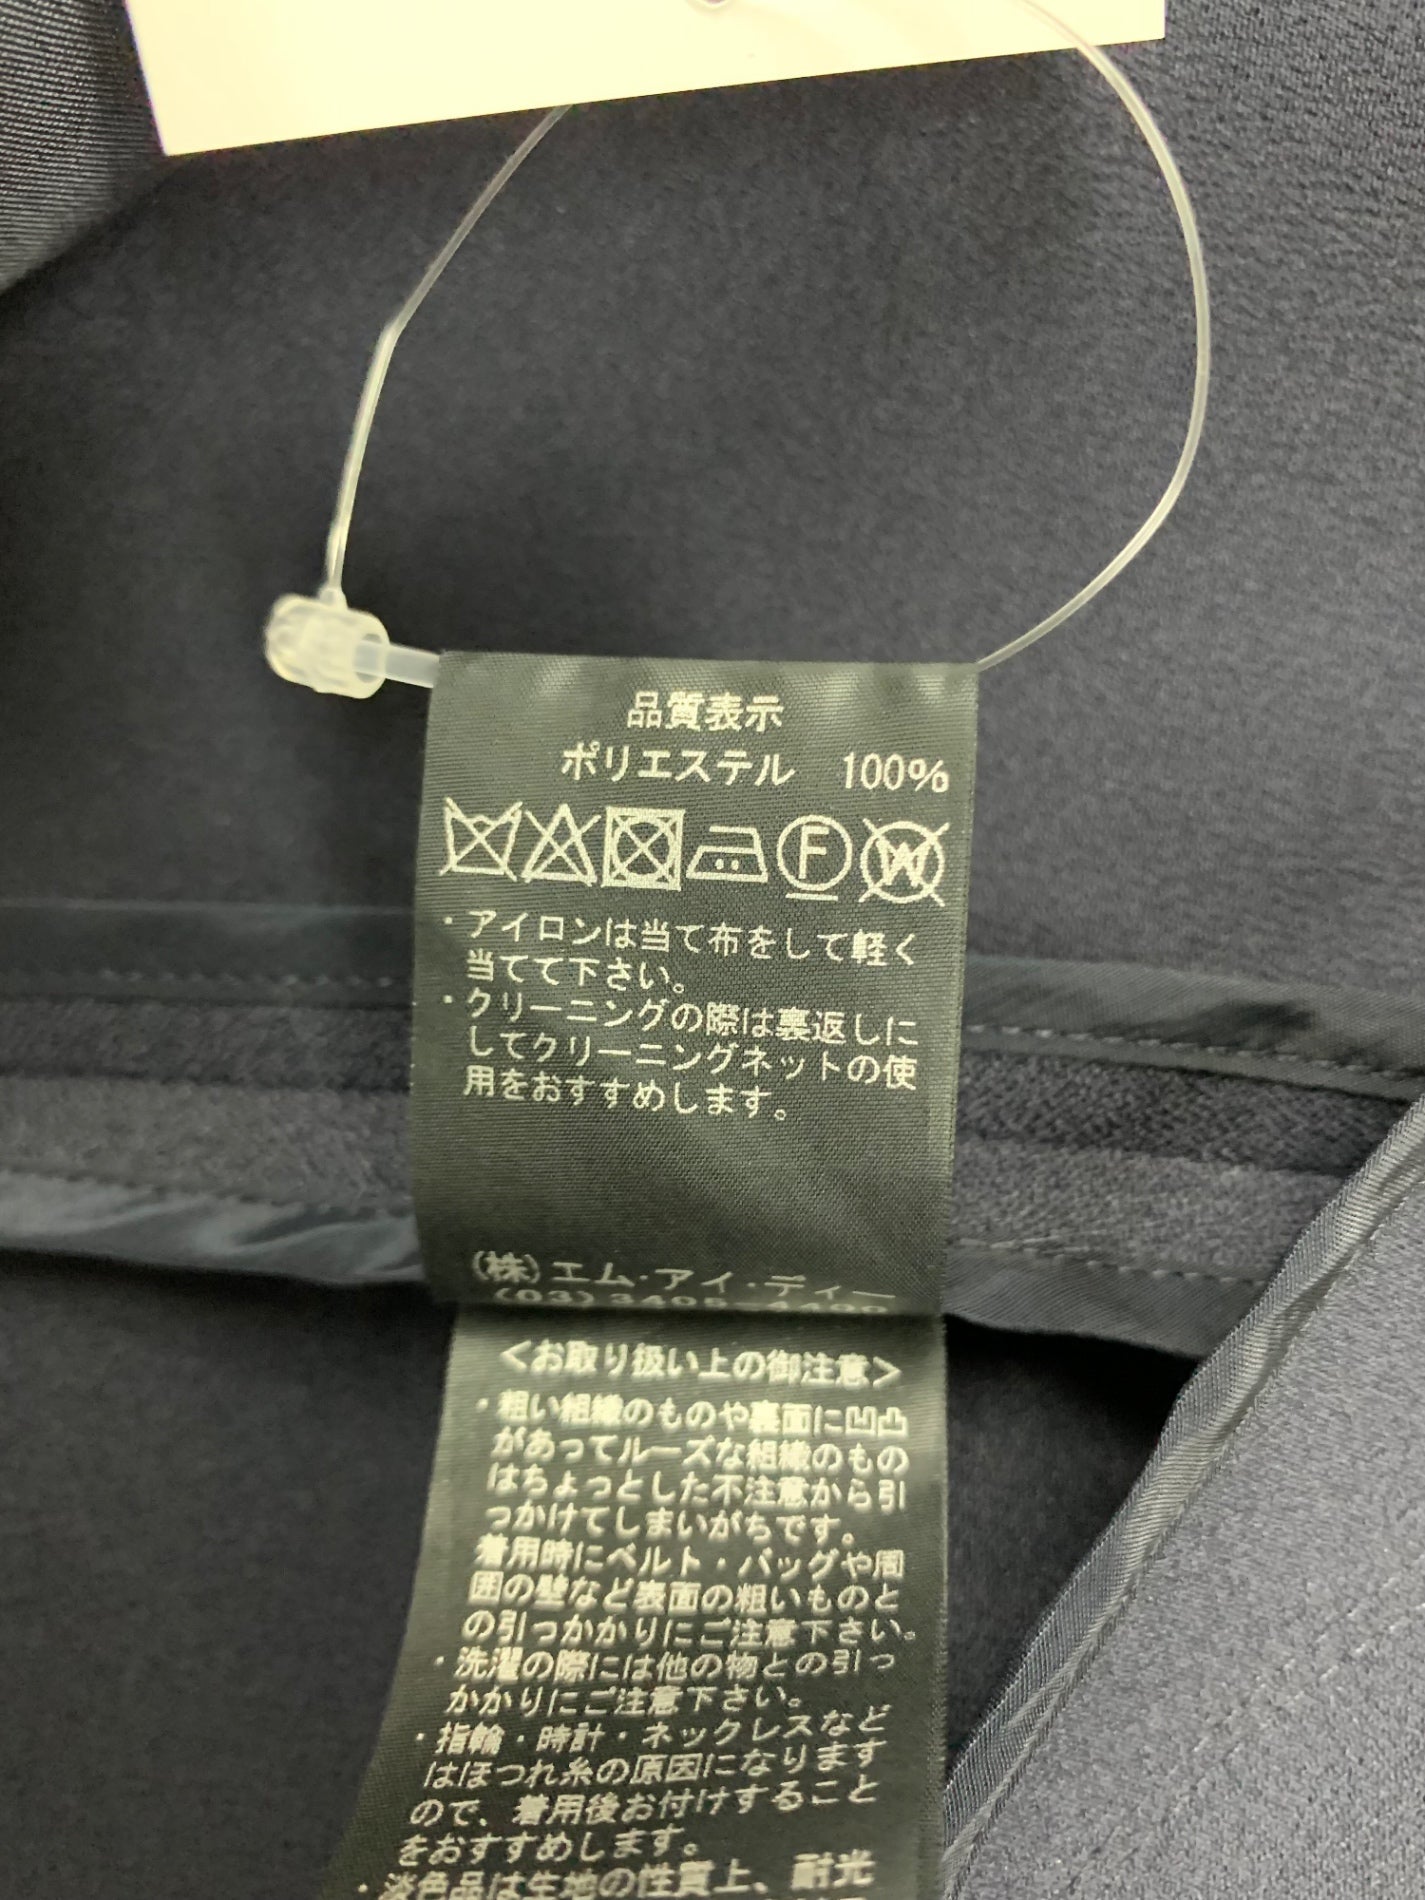 品質表示
ポリエステル 100%
F W
・アイロンは当て布をして軽く
当てて下さい。
・クリーニングの際は裏返しに
してクリーニングネットの使
用をおすすめします。
(株)エム・アイ・ディー
<お取り扱い上の御注意>
・粗い組織のものや裏面に凹凸
があってルーズな組織のもの
はちょっとした不注意から引
っかけてしまいがちです。
着用時にベルト・バッグや周
囲の壁など表面の粗いものと
の引っかかりにご注意下さい。
・洗濯の際には他の物との引っ
かかりにご注意下さい。
・指輪・時計・ネックレスなど
はほつれ糸の原因になります
ので、着用後お付けすること
をおすすめします。
・淡色品は生地の性質上、耐光